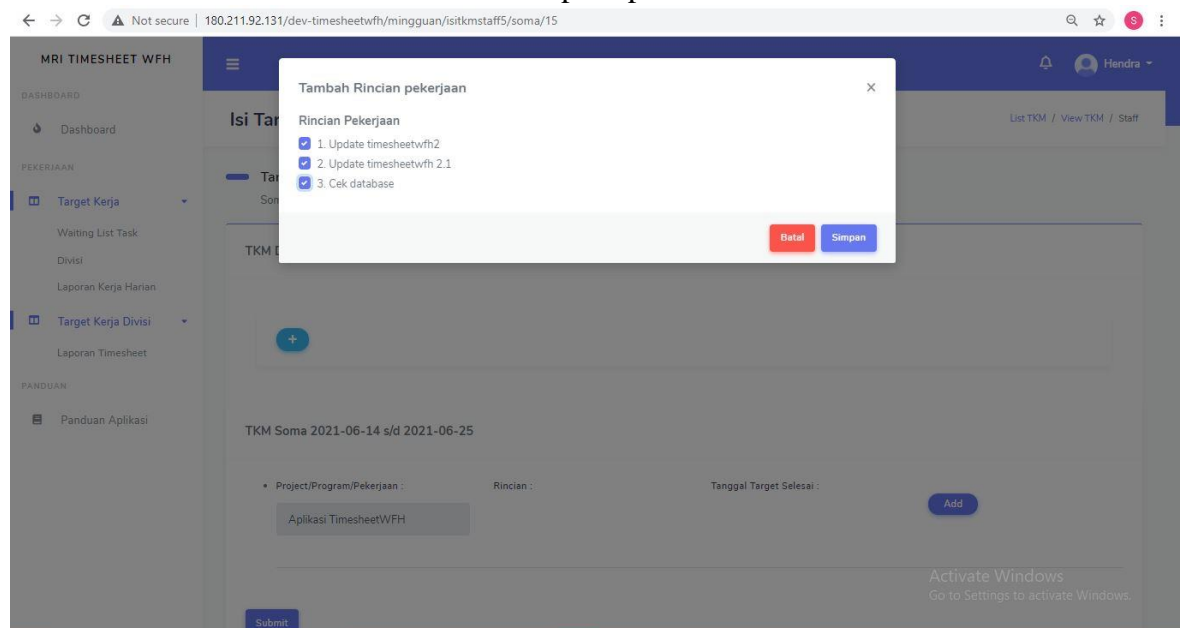 Not secure | 180.211.92.131/dev-timesheetwfh/mingguan/isitkmstaff5/soma/15
S
MRI TIMESHEET WFH
Hendra
DASHBOARD
Dashboard
PEKERJAAN
Target Kerja
Waiting List Task
Divisi
Laporan Kerja Harian
Target Kerja Divisi
Laporan Timesheet
PANDUAN
Panduan Aplikasi
Isi Tar
List TKM / View TKM / Staff
Tambah Rincian pekerjaan
×
Rincian Pekerjaan
1. Update timesheetwfh2
2. Update timesheetwfh 2.1
3. Cek database
Batal
Simpan
Tar
Som
TKM D
+
TKM Soma 2021-06-14 s/d 2021-06-25
• Project/Program/Pekerjaan :
Rincian :
Tanggal Target Selesai :
Aplikasi TimesheetWFH
Add
Submit
Activate Windows
Go to Settings to activate Windows.